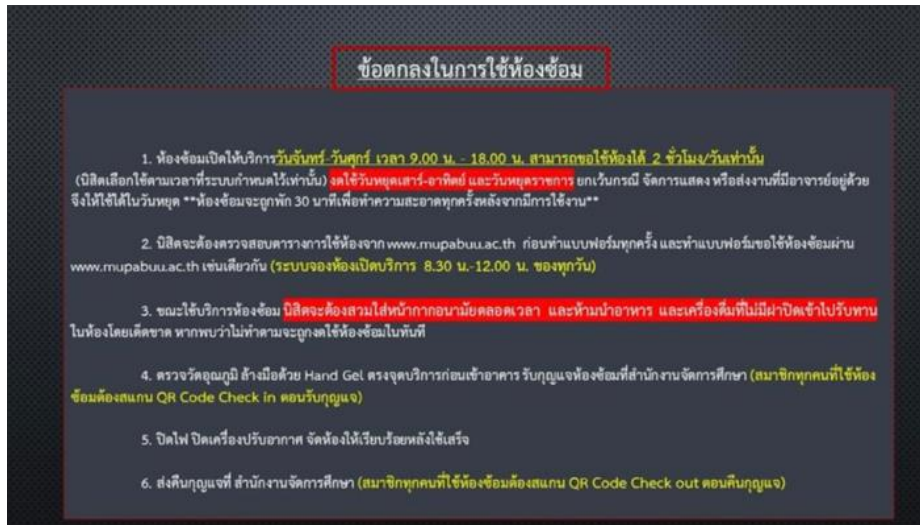 ข้อตกลงในการใช้ห้องซ้อม
1. ห้องซ้อมเปิดให้บริการวันจันทร์-วันศุกร์ เวลา 9.00 น. - 18.00 น. สามารถขอใช้ห้องได้ 2 ชั่วโมง/วันเท่านั้น
(นิสิตเลือกใช้ตามเวลาที่ระบบกำหนดไว้เท่านั้น) งดใช้วันหยุดเสาร์-อาทิตย์ และวันหยุดราชการ ยกเว้นกรณี จัดการแสดง หรือส่งงานที่มีอาจารย์อยู่ด้วย
จึงให้ใช้ได้ในวันหยุด **ห้องซ้อมจะถูกพัก 30 นาทีเพื่อทำความสะอาดทุกครั้งหลังจากมีการใช้งาน**
2. นิสิตจะต้องตรวจสอบตารางการใช้ห้องจาก www.mupabuu.ac.th ก่อนทำแบบฟอร์มทุกครั้ง และทำแบบฟอร์มขอใช้ห้องซ้อมผ่าน
www.mupabuu.ac.th เช่นเดียวกัน (ระบบจองห้องเปิดบริการ 8.30 น.-12.00 น. ของทุกวัน)
3. ขณะใช้บริการห้องซ้อม นิสิตจะต้องสวมใส่หน้ากากอนามัยตลอดเวลา และห้ามนำอาหาร และเครื่องดื่มที่ไม่มีฝาปิดเข้าไปรับทาน
ในห้องโดยเด็ดขาด หากพบว่าไม่ทำตามจะถูกงดใช้ห้องซ้อมในทันที
4. ตรวจวัดอุณภูมิ ล้างมือด้วย Hand Gel ตรงจุดบริการก่อนเข้าอาคาร รับกุญแจห้องซ้อมที่สำนักงานจัดการศึกษา (สมาชิกทุกคนที่ใช้ห้อง
ซ้อมต้องสแกน QR Code Check in ตอนรับกุญแจ)
5. ปิดไฟ ปิดเครื่องปรับอากาศ จัดห้องให้เรียบร้อยหลังใช้เสร็จ
6. ส่งคืนกุญแจที่ สำนักงานจัดการศึกษา (สมาชิกทุกคนที่ใช้ห้องซ้อมต้องสแกน QR Code Check out ตอนคืนกุญแจ)